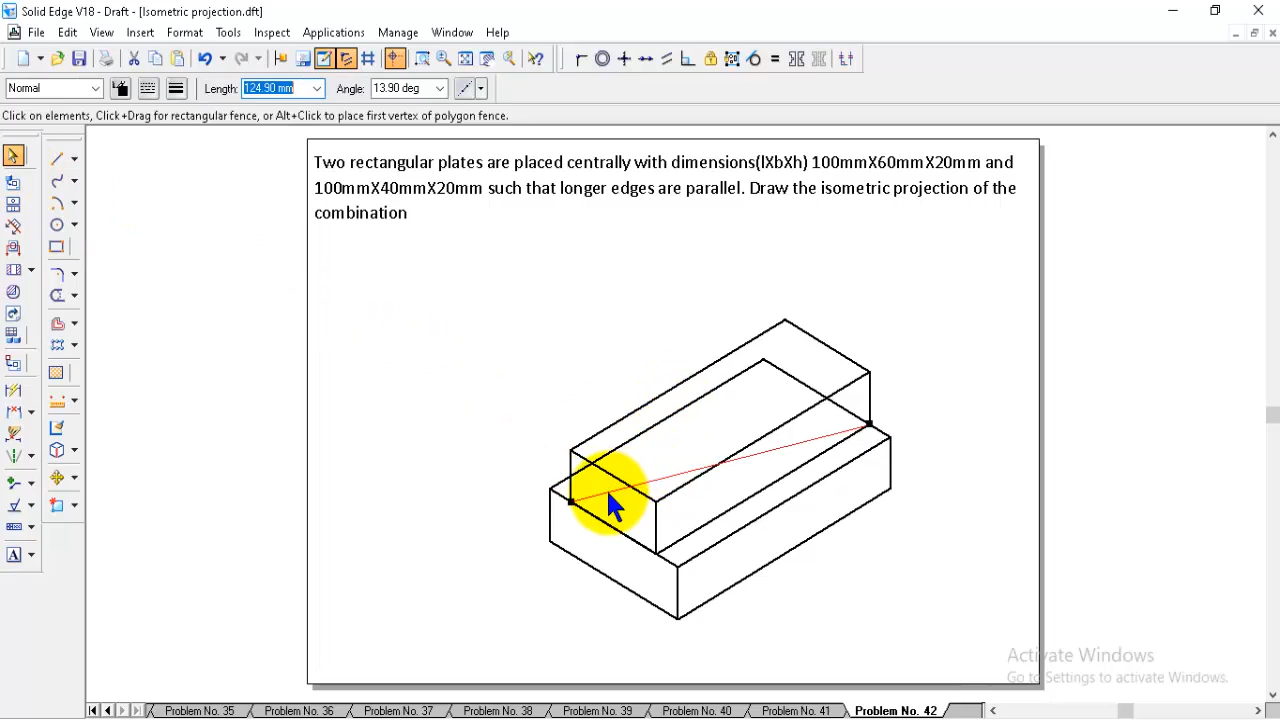 Solid Edge V18 - Draft - [Isometric projection.dft]
File Edit View Insert Format Tools Inspect Applications Manage Window Help
Normal Length: 124.90 mm Angle: 13.90 deg
Click on elements, Click+Drag for rectangular fence, or Alt+Click to place first vertex of polygon fence.
Two rectangular plates are placed centrally with dimensions(lXbXh) 100mmX60mmX20mm and
100mmX40mmX20mm such that longer edges are parallel. Draw the isometric projection of the
combination
Activate Windows
Go to Settings to activate Windows.
Problem No. 35 Problem No. 36 Problem No. 37 Problem No. 38 Problem No. 39 Problem No. 40 Problem No. 41 Problem No. 42